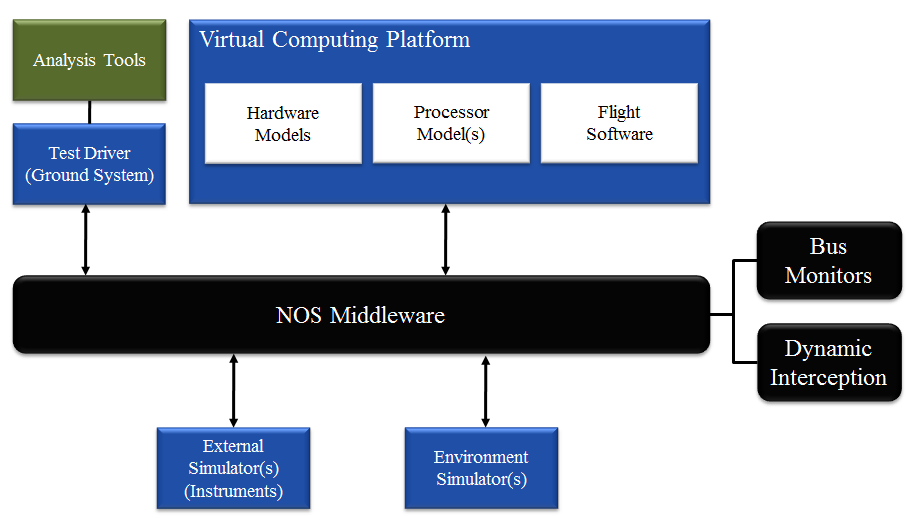 Analysis Tools
Test Driver
(Ground System)
Virtual Computing Platform
Hardware
Models
Processor
Model(s)
Flight
Software
NOS Middleware
Bus
Monitors
Dynamic
Interception
External
Simulator(s)
(Instruments)
Environment
Simulator(s)